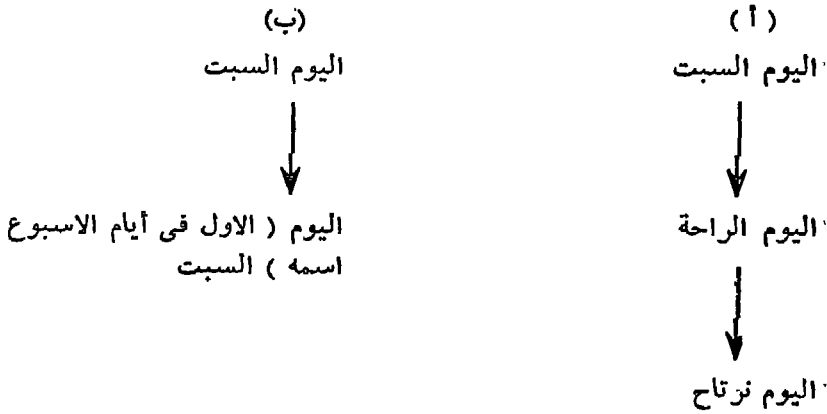 ( أ )
اليوم السبت
اليوم الراحة
اليوم نرتاح
(ب)
اليوم السبت
اليوم ( الاول فى أيام الاسبوع
اسمه ) السبت